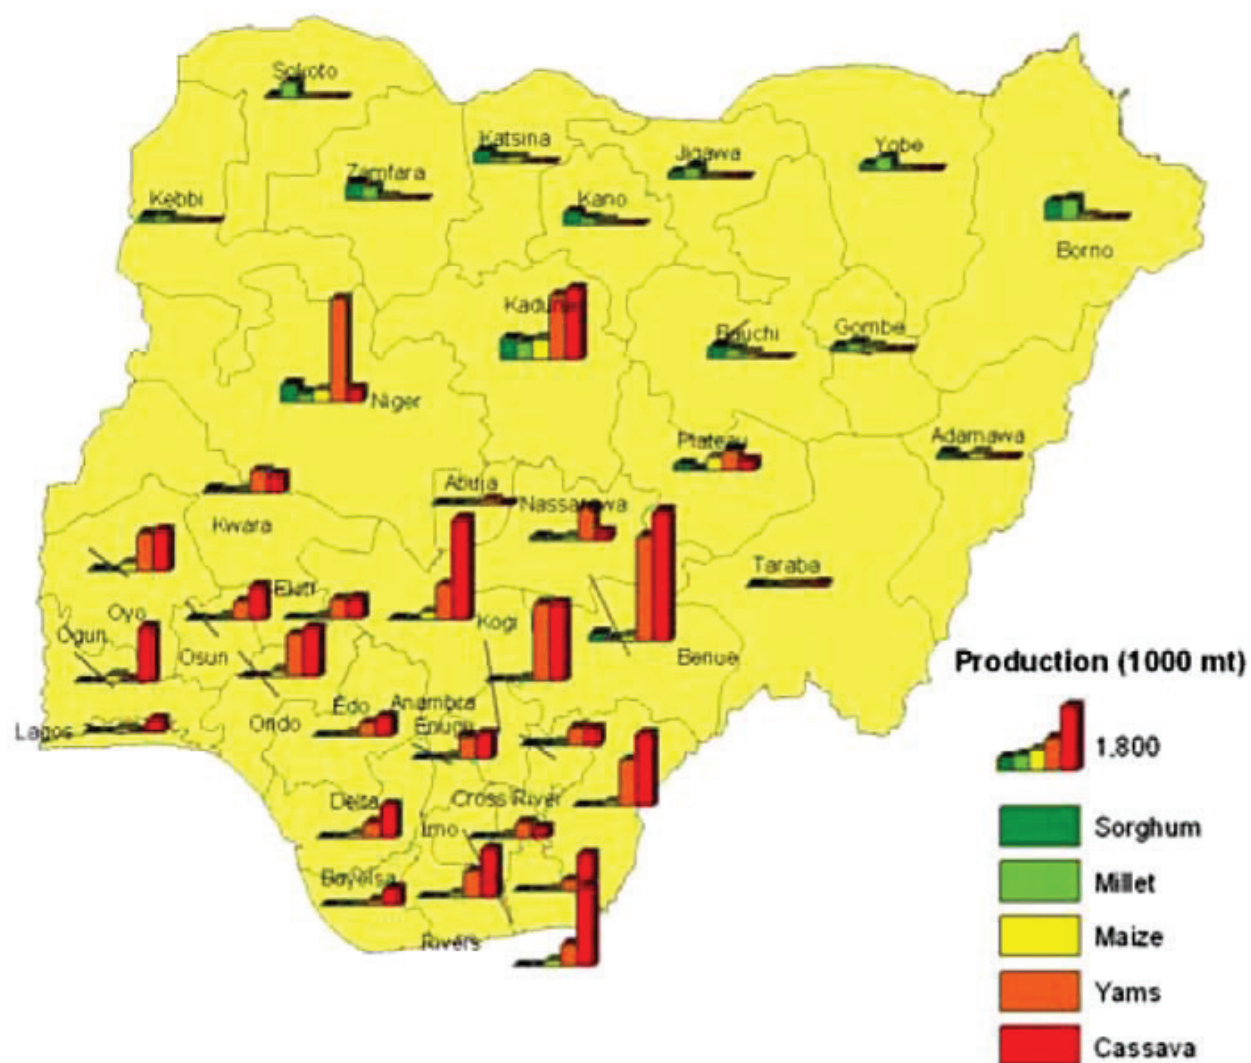 Sokoto
Katsina
Jigawa
Yobe
Zamfara
Kebbi
Kano
Borno
Kaduna
Bauchi
Gombe
Niger
Plateau
Adamawa
Abuja
Nassarawa
Kwara
Taraba
Ekiti
Oyo
Kogi
Ogun
Osun
Benue
Production (1000 mt)
Edo
Anambra
Lagos
Ondo
Enugu
1.800
Delta
Cross River
Imo
Sorghum
Bayelsa
Millet
Rivers
Maize
Yams
Cassava